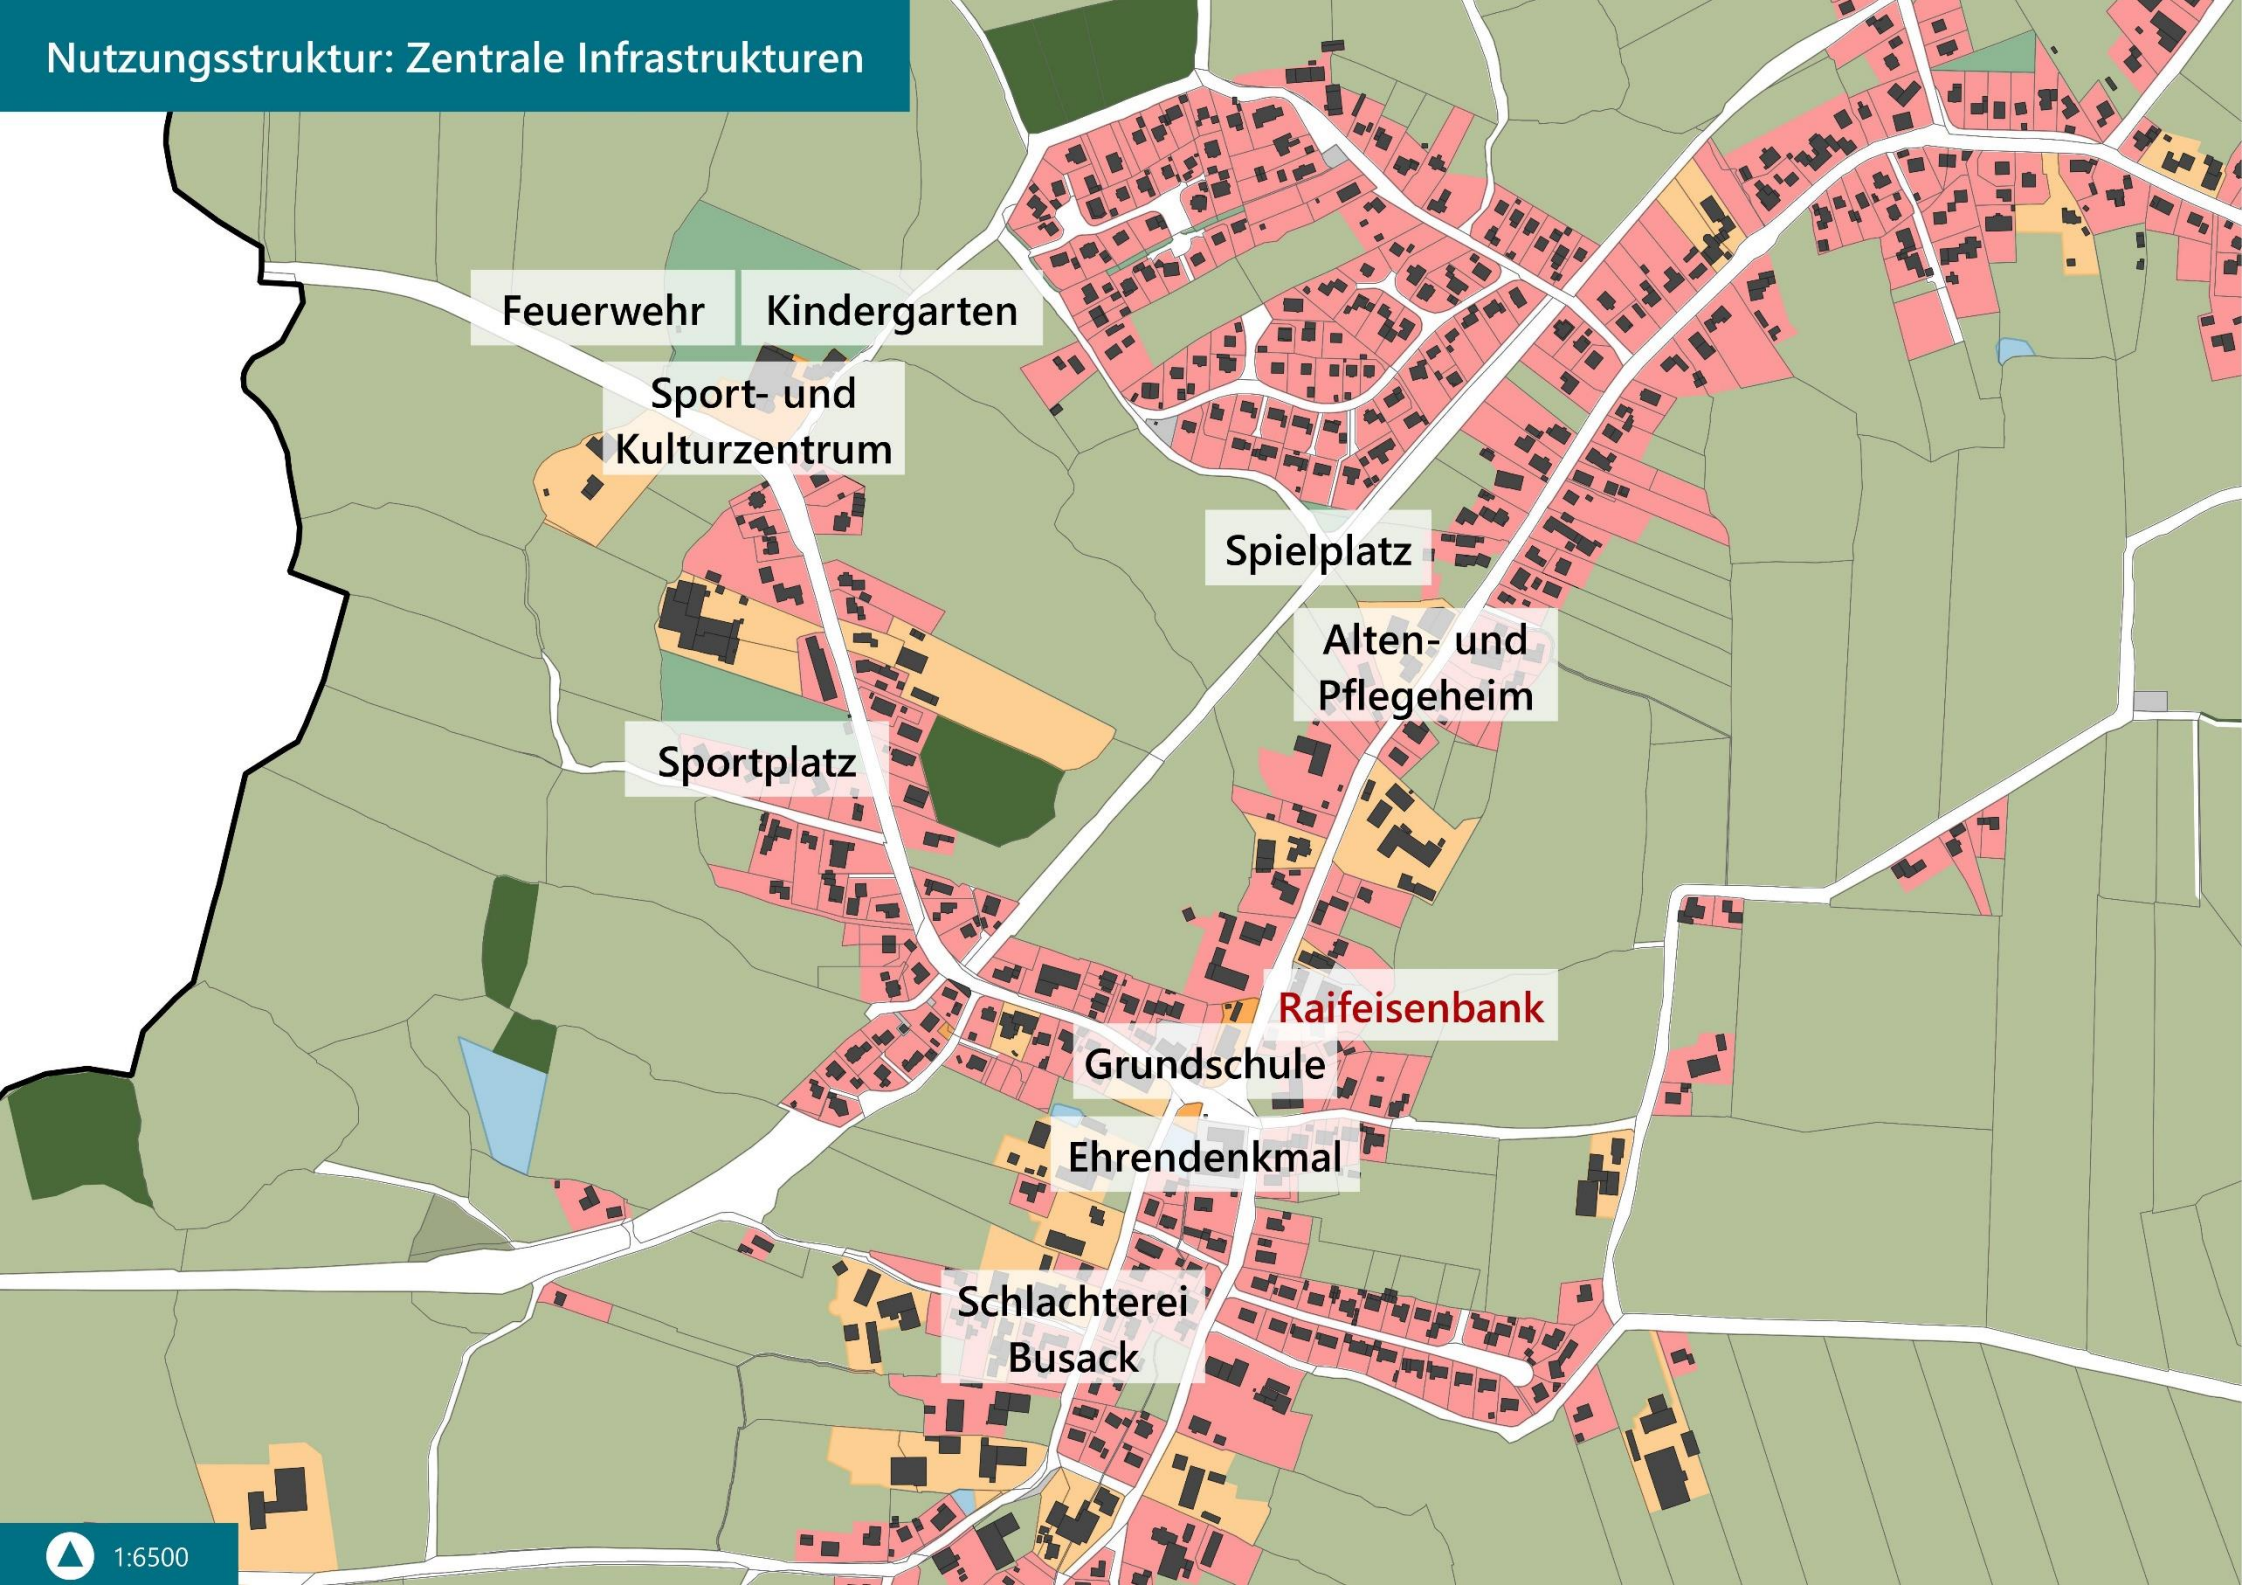 Nutzungsstruktur: Zentrale Infrastrukturen
Feuerwehr
Kindergarten
Sport- und
Kulturzentrum
Spielplatz
Alten- und
Pflegeheim
Sportplatz
Raifeisenbank
Grundschule
Ehrendenkmal
Schlachterei
Busack
1:6500